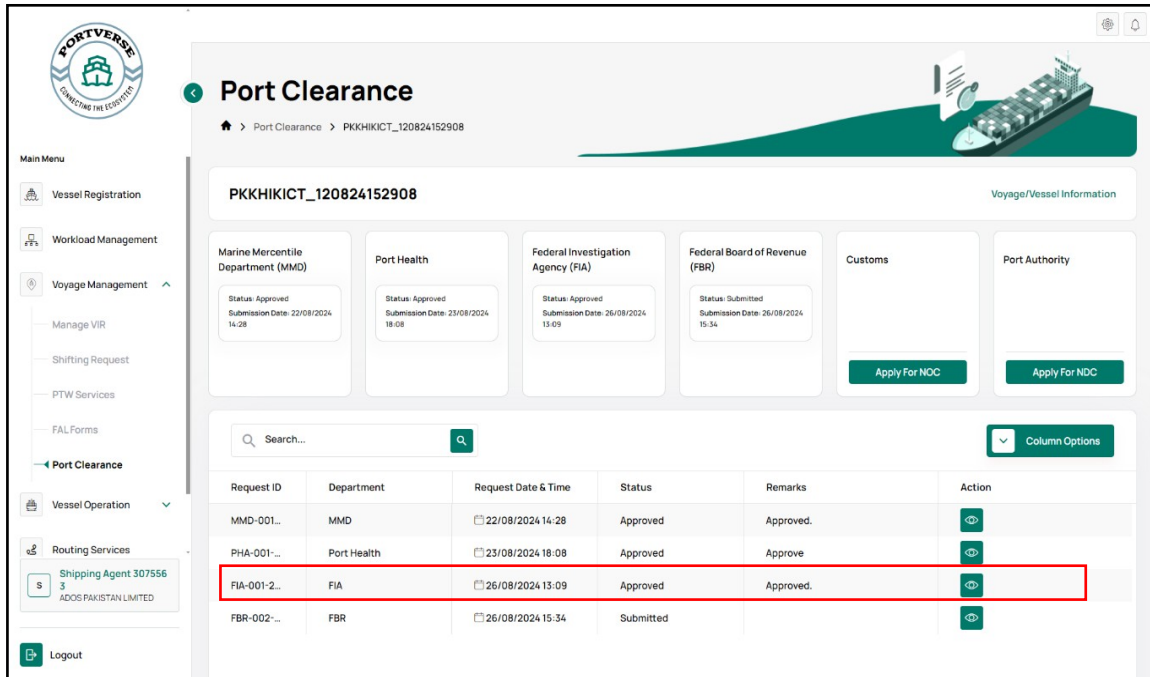 PORTVERSE
CONNECTING THE ECOSYSTEM
Port Clearance
Port Clearance > PKKHIKICT_120824152908
Main Menu
Vessel Registration
Workload Management
Voyage Management
Manage VIR
Shifting Request
PTW Services
FAL Forms
Port Clearance
Vessel Operation
Routing Services
S
Shipping Agent 307556
3
ADOS PAKISTAN LIMITED
Logout
PKKHIKICT_120824152908
Voyage/Vessel Information
Marine Mercentile
Department (MMD)
Status: Approved
Submission Date: 22/08/2024
14:28
Port Health
Status: Approved
Submission Date: 23/08/2024
18:08
Federal Investigation
Agency (FIA)
Status: Approved
Submission Date: 26/08/2024
13:09
Federal Board of Revenue
(FBR)
Status: Submitted
Submission Date: 26/08/2024
15:34
Customs
Apply For NOC
Port Authority
Apply For NDC
Search...
Column Options
Request ID Department Request Date & Time Status Remarks Action
MMD-001... MMD 22/08/2024 14:28 Approved Approved.
PHA-001-... Port Health 23/08/2024 18:08 Approved Approve
FIA-001-2... FIA 26/08/2024 13:09 Approved Approved.
FBR-002-... FBR 26/08/2024 15:34 Submitted